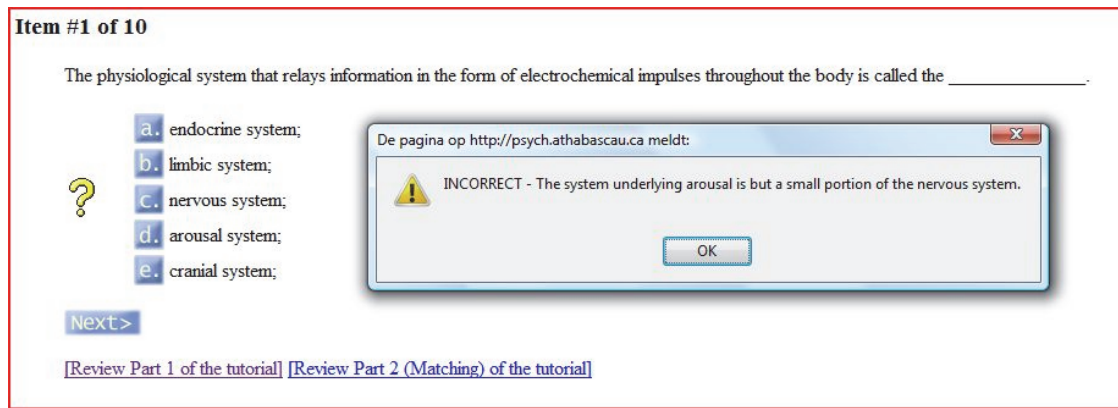 Item #1 of 10
The physiological system that relays information in the form of electrochemical impulses throughout the body is called the ________________.
a. endocrine system;
b. limbic system;
c. nervous system;
d. arousal system;
e. cranial system;
De pagina op http://psych.athabascau.ca meldt:
INCORRECT - The system underlying arousal is but a small portion of the nervous system.
OK
Next>
[Review Part 1 of the tutorial] [Review Part 2 (Matching) of the tutorial]